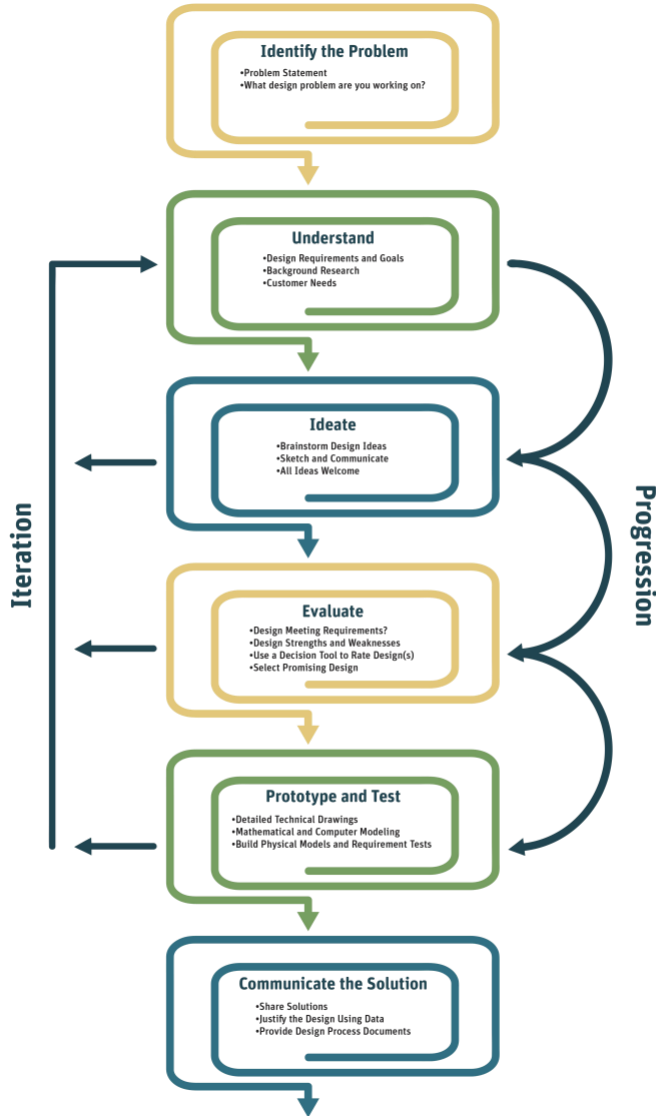 Identify the Problem
•Problem Statement
•What design problem are you working on?
Understand
•Design Requirements and Goals
•Background Research
•Customer Needs
Ideate
•Brainstorm Design Ideas
•Sketch and Communicate
•All Ideas Welcome
Iteration
Progression
Evaluate
•Design Meeting Requirements?
•Design Strengths and Weaknesses
•Use a Decision Tool to Rate Design(s)
•Select Promising Design
Prototype and Test
•Detailed Technical Drawings
•Mathematical and Computer Modeling
•Build Physical Models and Requirement Tests
Communicate the Solution
•Share Solutions
•Justify the Design Using Data
•Provide Design Process Documents